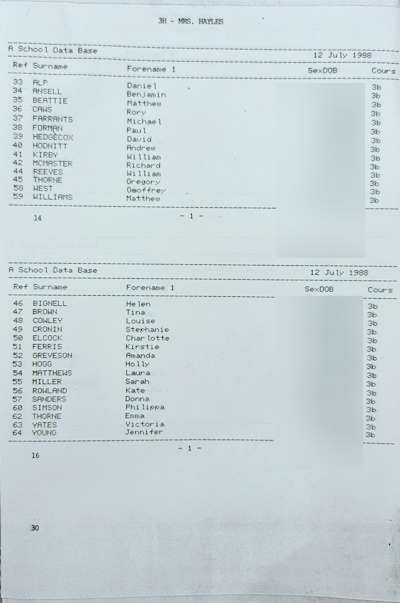 3B - MRS. HAYLES
A School Data Base
12 July 1988
Ref Surname Forename 1 SexDOB Cours
33 ALP Daniel 3b
34 ANSELL Benjamin 3b
35 BEATTIE Matthew 3b
36 CAWS Rory 3b
37 FARRANTS Michael 3b
38 FORMAN Paul 3b
39 HEDGECOX David 3b
40 HODNITT Andrew 3b
41 KIRBY William 3b
42 MCMASTER Richard 3b
44 REEVES William 3b
45 THORNE Gregory 3b
58 WEST Geoffrey 3b
59 WILLIAMS Matthew 3b
14 - 1 -
A School Data Base
12 July 1988
Ref Surname Forename 1 SexDOB Cours
46 BIGNELL Helen 3b
47 BROWN Tina 3b
48 COWLEY Louise 3b
49 CRONIN Stephanie 3b
50 ELCOCK Charlotte 3b
51 FERRIS Kirstie 3b
52 GREVESON Amanda 3b
53 HOGG Holly 3b
54 MATTHEWS Laura 3b
55 MILLER Sarah 3b
56 ROWLAND Kate 3b
57 SANDERS Donna 3b
60 SIMSON Philippa 3b
62 THORNE Emma 3b
63 YATES Victoria 3b
64 YOUNG Jennifer 3b
- 1 -
16
30